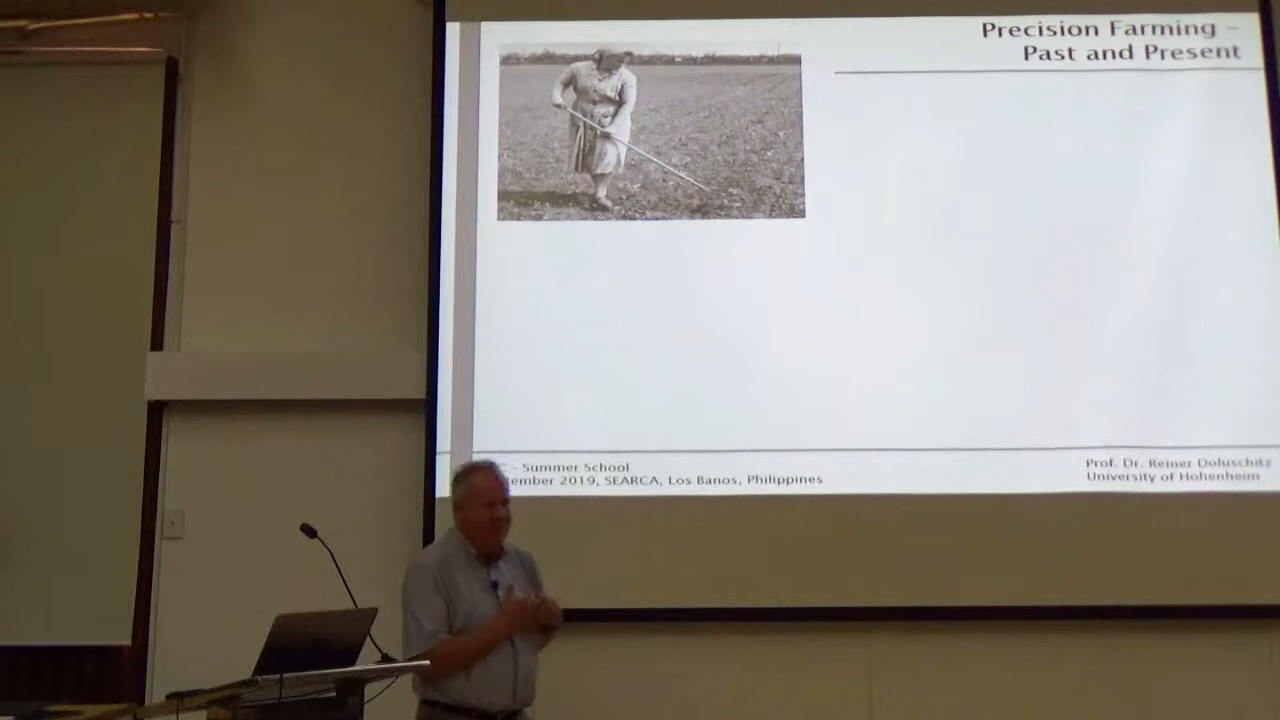 Precision Farming –
Past and Present
– Summer School
2019, SEARCA, Los Banos, Philippines
Prof. Dr. Reiner Doluschitz
University of Hohenheim